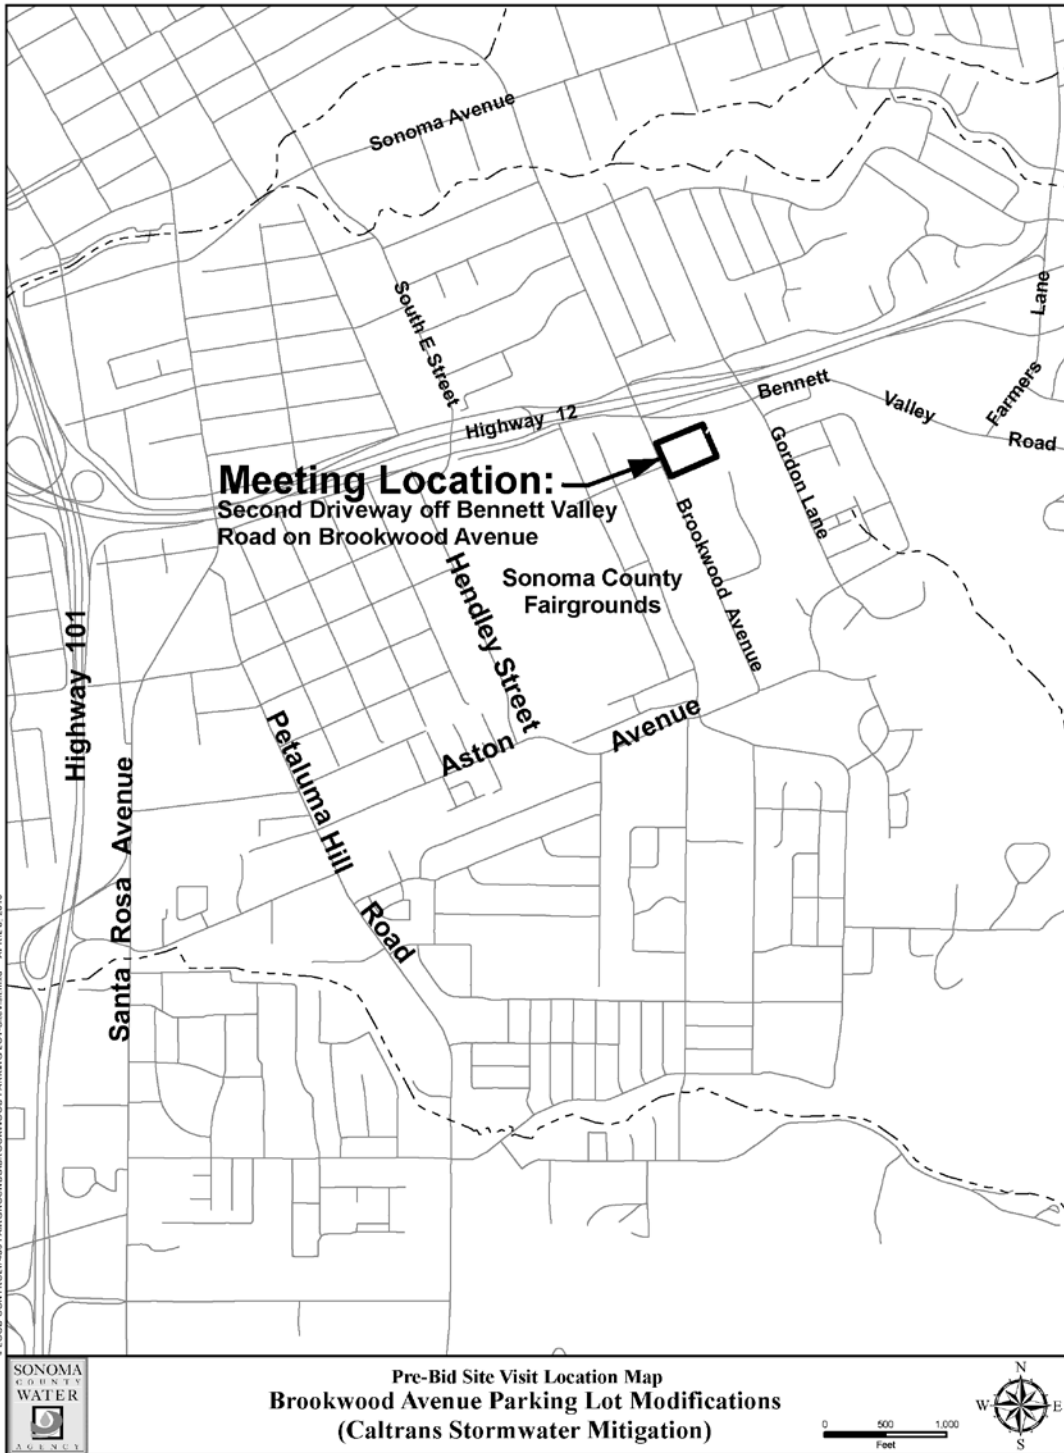 Sonoma Avenue
South E Street
Lane
Farmers
Bennett
Valley
Road
Highway 12
Gordon Lane
Meeting Location:
Second Driveway off Bennett Valley
Road on Brookwood Avenue
Brookwood Avenue
Hendley Street
Sonoma County
Fairgrounds
Highway 101
Petaluma Hill
Road
Aston
Avenue
Santa Rosa Avenue
SONOMA
COUNTY
WATER
AGENCY
Pre-Bid Site Visit Location Map
Brookwood Avenue Parking Lot Modifications
(Caltrans Stormwater Mitigation)
0 500 1,000
Feet
N
W E
S